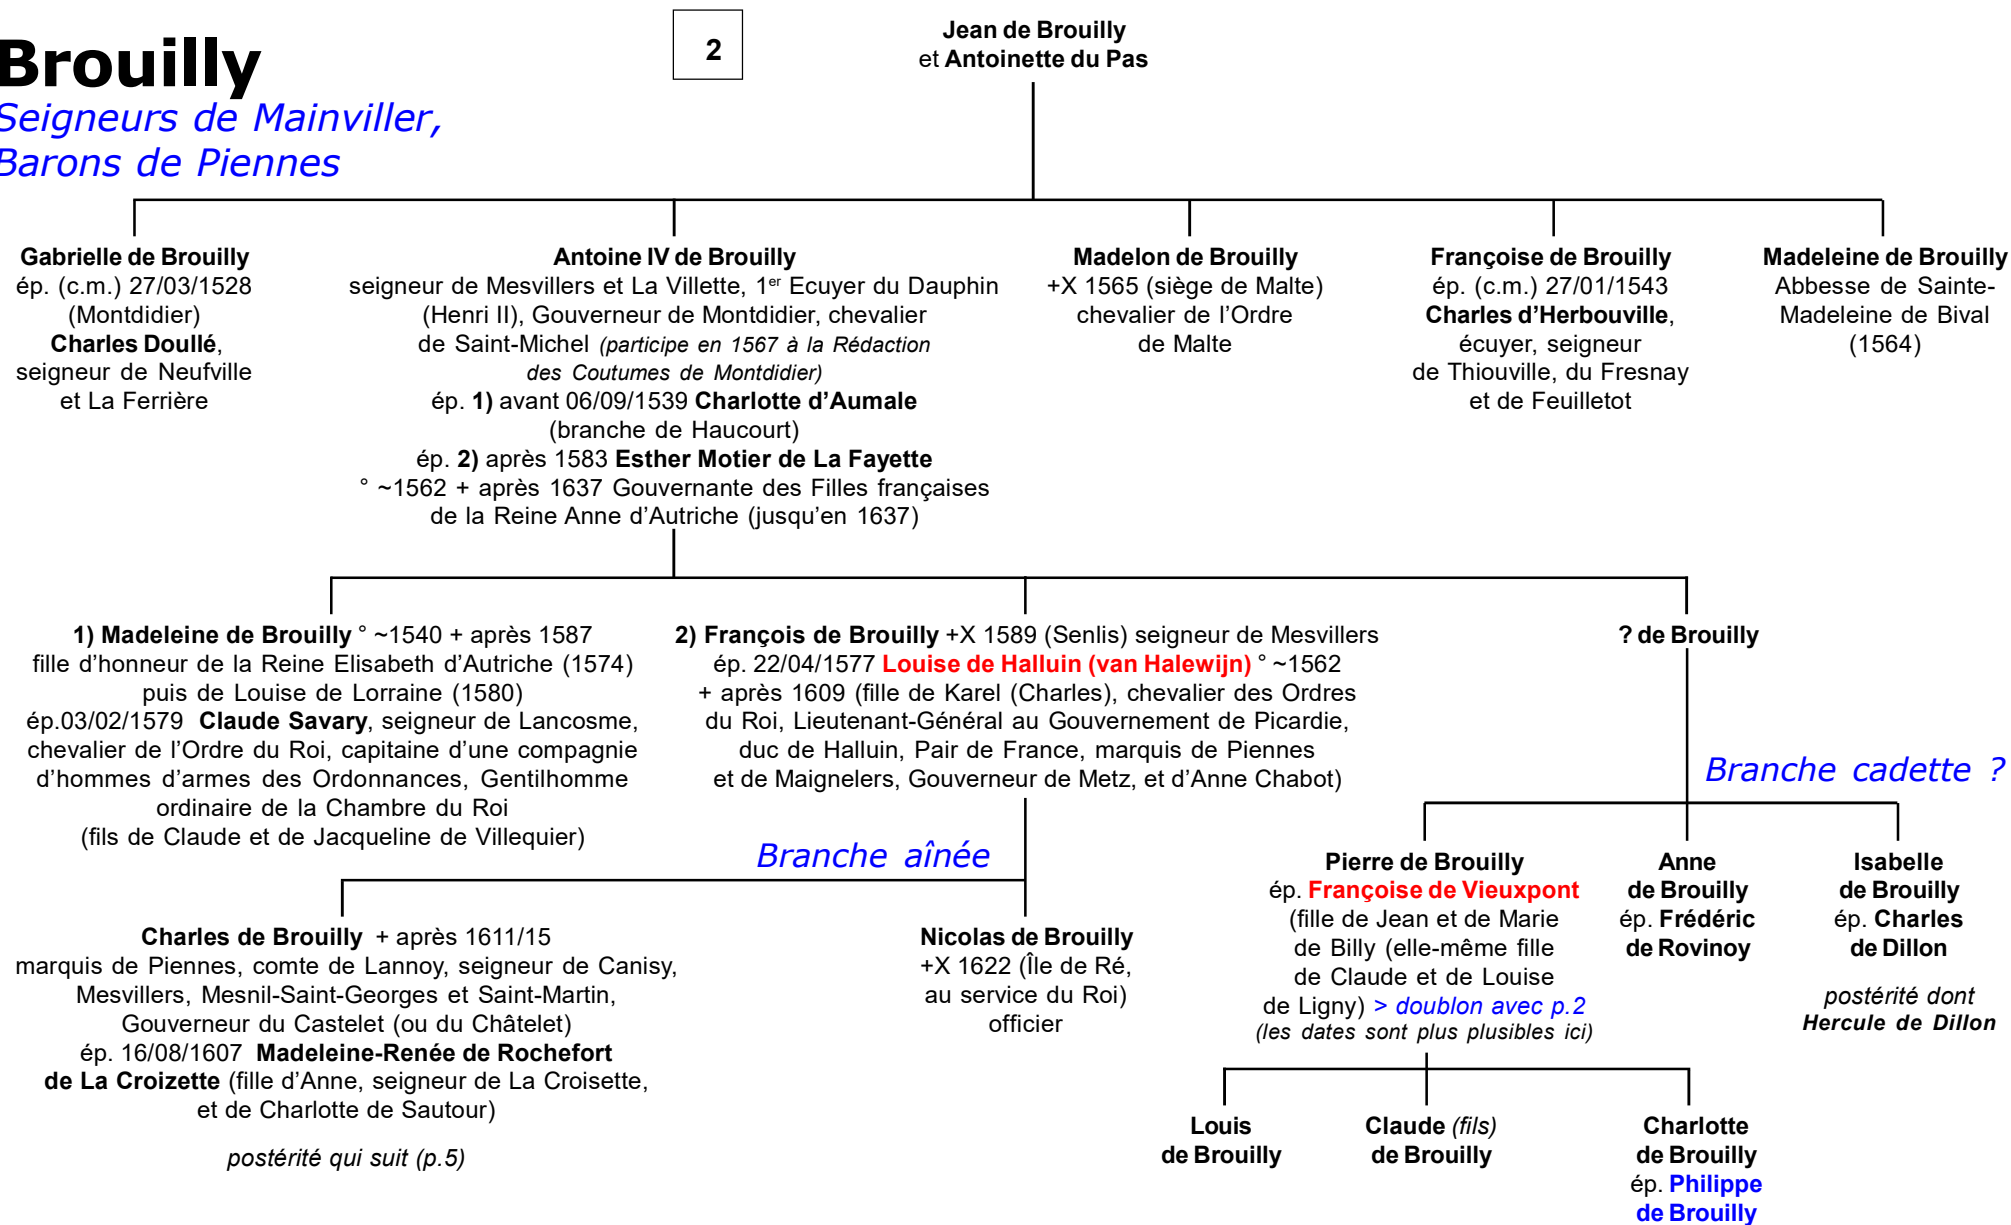 Brouilly
Seigneurs de Mainviller,
Barons de Piennes
2
Jean de Brouilly
et Antoinette du Pas
Gabrielle de Brouilly
ép. (c.m.) 27/03/1528
(Montdidier)
Charles Doullé,
seigneur de Neufville
et La Ferrière
Antoine IV de Brouilly
seigneur de Mesvillers et La Villette, 1er Ecuyer du Dauphin
(Henri II), Gouverneur de Montdidier, chevalier
de Saint-Michel (participe en 1567 à la Rédaction
des Coutumes de Montdidier)
ép. 1) avant 06/09/1539 Charlotte d'Aumale
(branche de Haucourt)
ép. 2) après 1583 Esther Motier de La Fayette
° ~1562 + après 1637 Gouvernante des Filles françaises
de la Reine Anne d'Autriche (jusqu'en 1637)
Madelon de Brouilly
+X 1565 (siège de Malte)
chevalier de l'Ordre
de Malte
Françoise de Brouilly
ép. (c.m.) 27/01/1543
Charles d'Herbouville,
écuyer, seigneur
de Thiouville, du Fresnay
et de Feuilletot
Madeleine de Brouilly
Abbesse de Sainte-
Madeleine de Bival
(1564)
1) Madeleine de Brouilly ° ~1540 + après 1587
fille d'honneur de la Reine Elisabeth d'Autriche (1574)
puis de Louise de Lorraine (1580)
ép.03/02/1579 Claude Savary, seigneur de Lancosme,
chevalier de l'Ordre du Roi, capitaine d'une compagnie
d'hommes d'armes des Ordonnances, Gentilhomme
ordinaire de la Chambre du Roi
(fils de Claude et de Jacqueline de Villequier)
2) François de Brouilly +X 1589 (Senlis) seigneur de Mesvillers
ép. 22/04/1577 Louise de Halluin (van Halewijn) ° ~1562
+ après 1609 (fille de Karel (Charles), chevalier des Ordres
du Roi, Lieutenant-Général au Gouvernement de Picardie,
duc de Halluin, Pair de France, marquis de Piennes
et de Maignelers, Gouverneur de Metz, et d'Anne Chabot)
? de Brouilly
Branche cadette ?
Branche aînée
Charles de Brouilly + après 1611/15
marquis de Piennes, comte de Lannoy, seigneur de Canisy,
Mesvillers, Mesnil-Saint-Georges et Saint-Martin,
Gouverneur du Castelet (ou du Châtelet)
ép. 16/08/1607 Madeleine-Renée de Rochefort
de La Croizette (fille d'Anne, seigneur de La Croisette,
et de Charlotte de Sautour)
postérité qui suit (p.5)
Nicolas de Brouilly
+X 1622 (Île de Ré,
au service du Roi)
officier
Pierre de Brouilly
ép. Françoise de Vieuxpont
(fille de Jean et de Marie
de Billy (elle-même fille
de Claude et de Louise
de Ligny) > doublon avec p.2
(les dates sont plus plusibles ici)
Anne
de Brouilly
ép. Frédéric
de Rovinoy
Isabelle
de Brouilly
ép. Charles
de Dillon
postérité dont
Hercule de Dillon
Louis
de Brouilly
Claude (fils)
de Brouilly
Charlotte
de Brouilly
ép. Philippe
de Brouilly